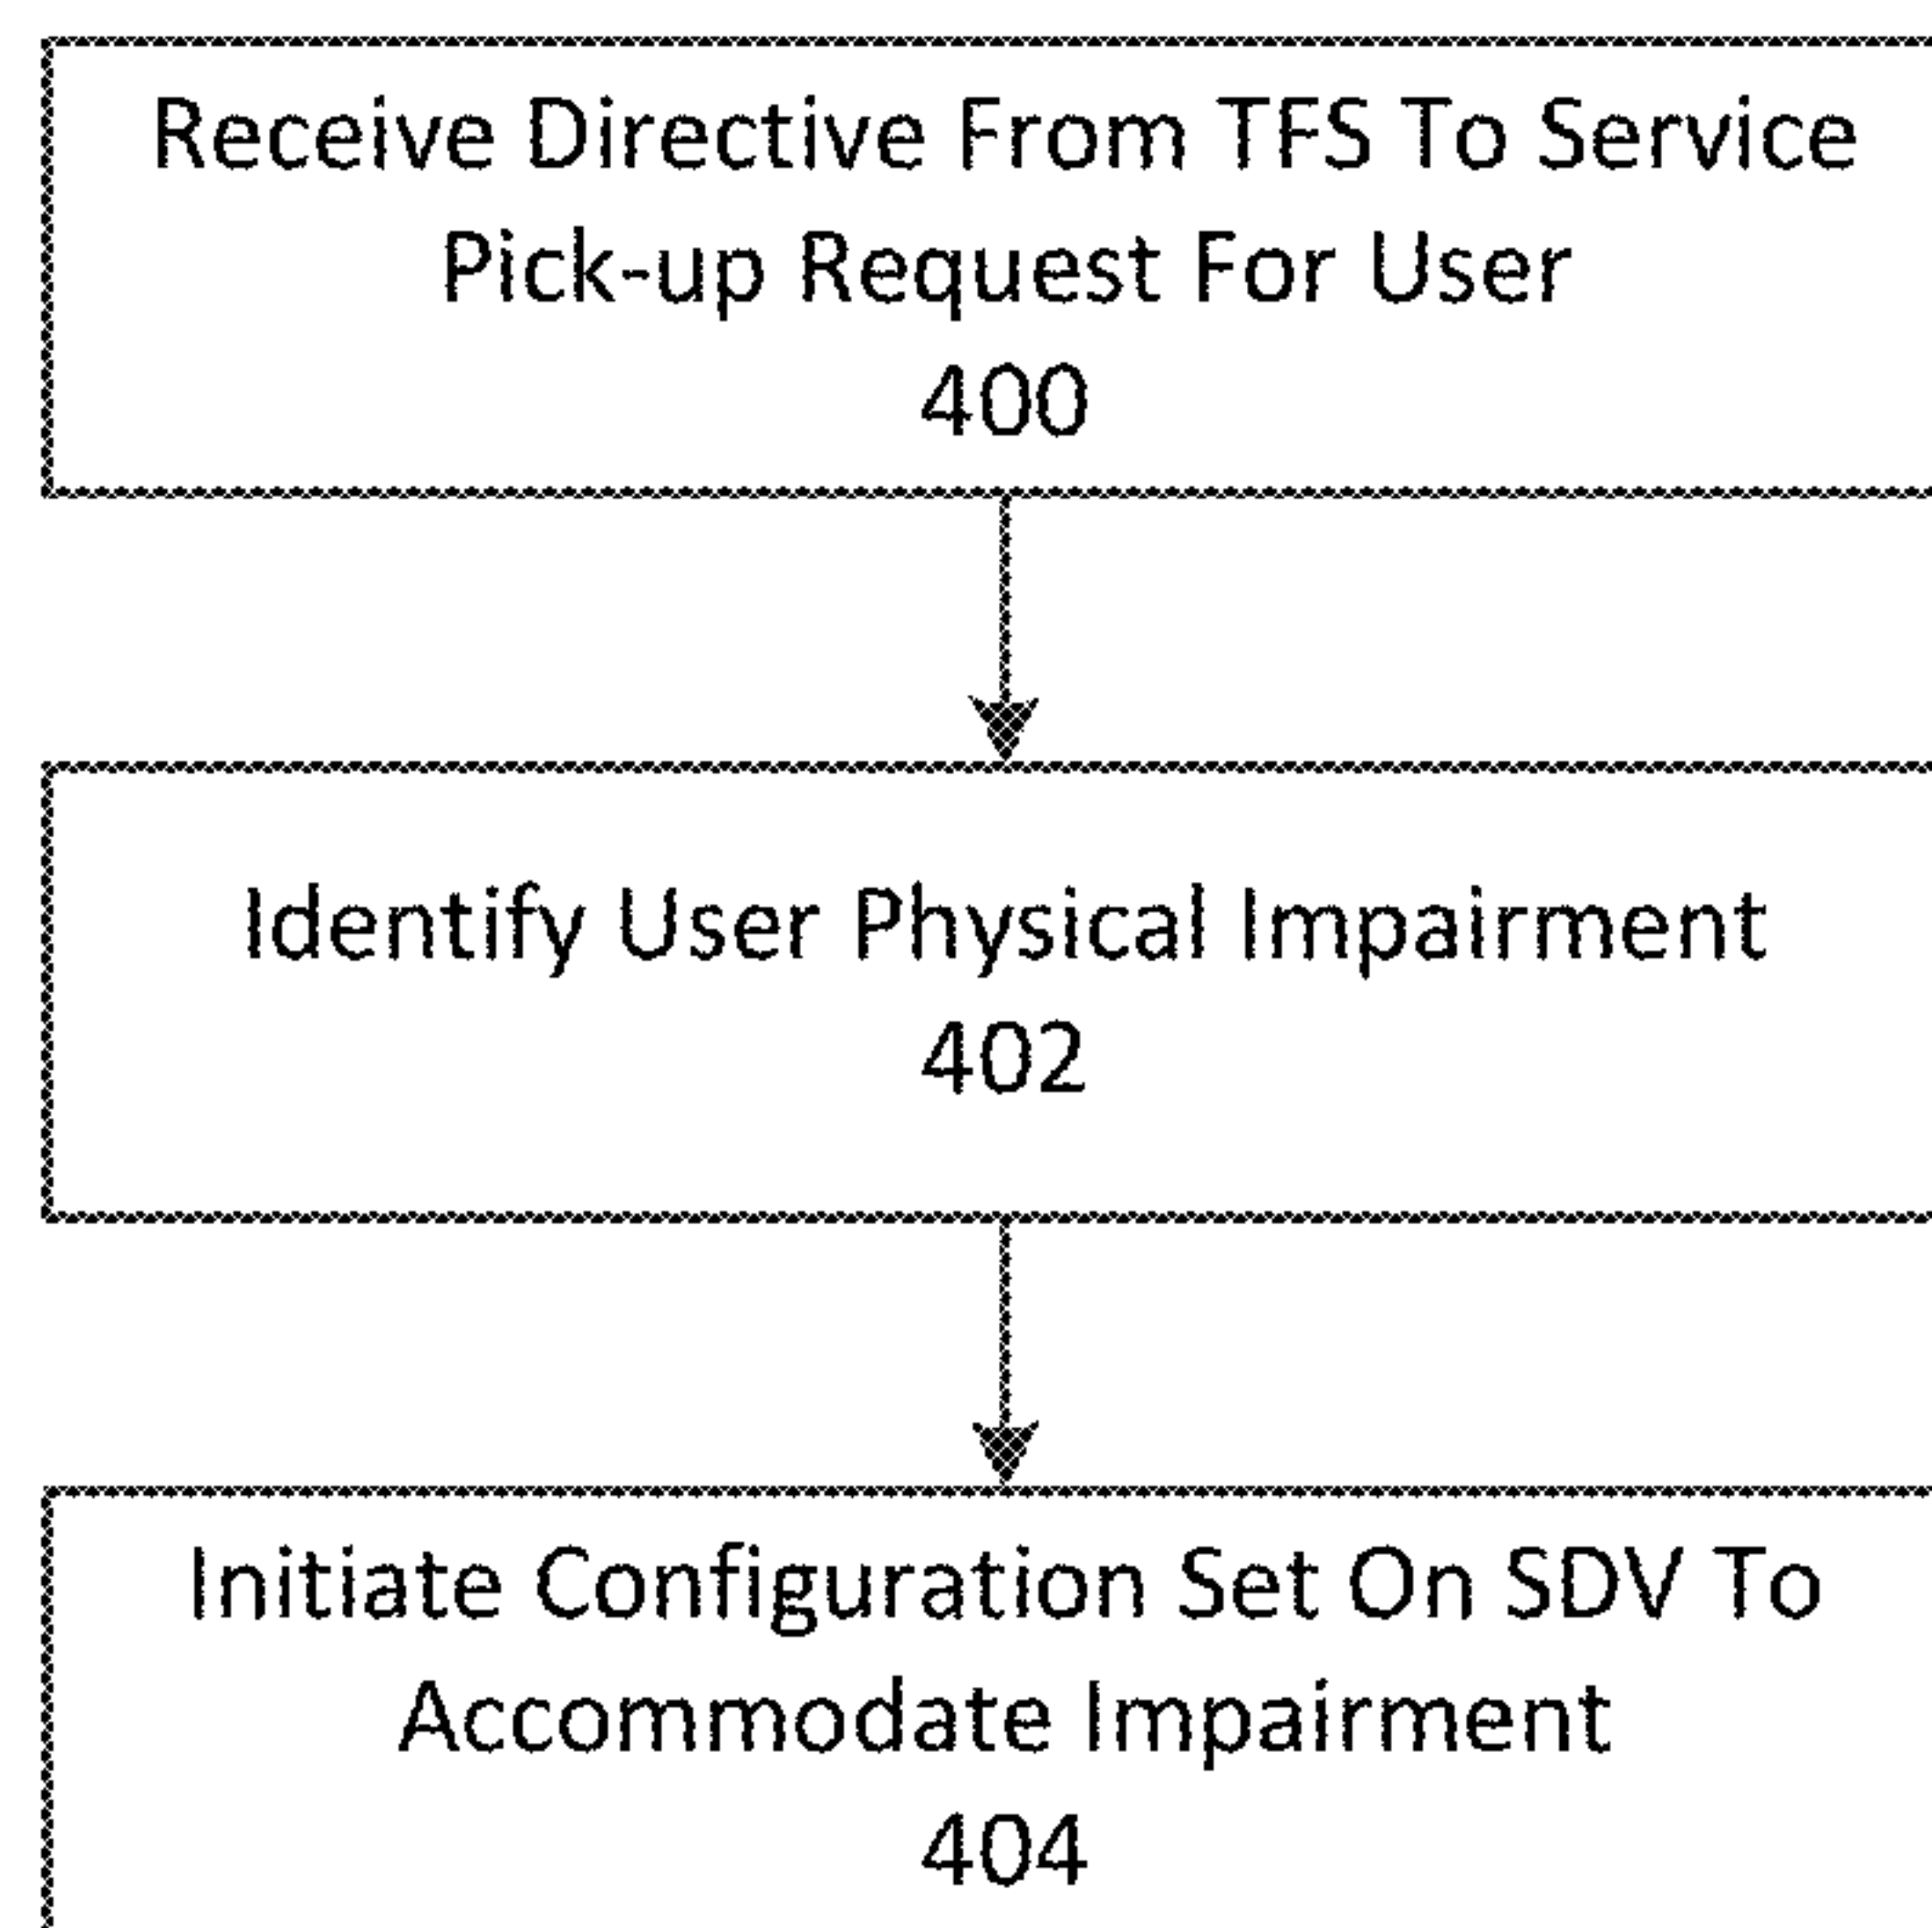 Receive Directive From TFS To Service
Pick-up Request For User
400
Identify User Physical Impairment
402
Initiate Configuration Set On SDV To
Accommodate Impairment
404